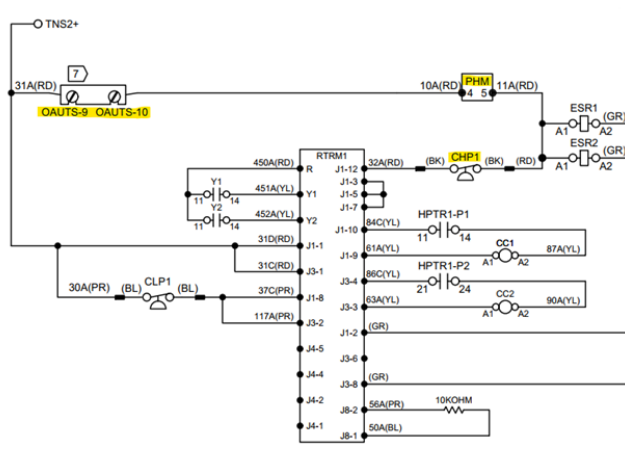 TNS2+
7
31A(RD)
10A(RD)
PHM
4 5
11A(RD)
OAUTS-9 OAUTS-10
ESR1
(GR)
A1 A2
ESR2
(GR)
A1 A2
RTRM1
450A(RD)
R
J1-12
32A(RD)
(BK)
CHP1
(BK)
(RD)
J1-3
Y1
451A(YL)
Y1
J1-5
11 14
Y2
452A(YL)
Y2
J1-7
11 14
J1-10
84C(YL)
HPTR1-P1
11 14
31D(RD)
J1-1
J1-9
61A(YL)
CC1
A1 A2
87A(YL)
31C(RD)
J3-1
J3-4
86C(YL)
HPTR1-P2
21 24
30A(PR)
(BL)
CLP1
(BL)
37C(PR)
J1-8
J3-3
63A(YL)
CC2
A1 A2
90A(YL)
117A(PR)
J3-2
J1-2
(GR)
J4-5
J3-6
J4-4
J3-8
(GR)
J4-2
J8-2
56A(PR)
10KOHM
J4-1
J8-1
50A(BL)